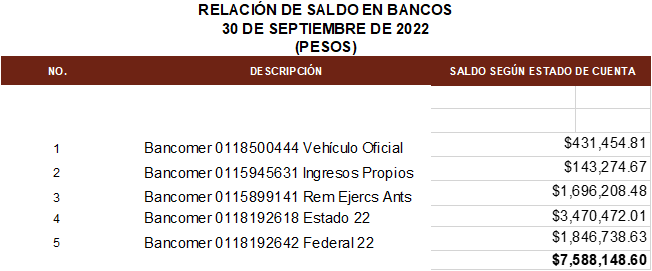 RELACIÓN DE SALDO EN BANCOS
30 DE SEPTIEMBRE DE 2022
(PESOS)
NO. DESCRIPCIÓN SALDO SEGÚN ESTADO DE CUENTA
1 Bancomer 0118500444 Vehículo Oficial $431,454.81
2 Bancomer 0115945631 Ingresos Propios $143,274.67
3 Bancomer 0115899141 Rem Ejercs Ants $1,696,208.48
4 Bancomer 0118192618 Estado 22 $3,470,472.01
5 Bancomer 0118192642 Federal 22 $1,846,738.63
$7,588,148.60